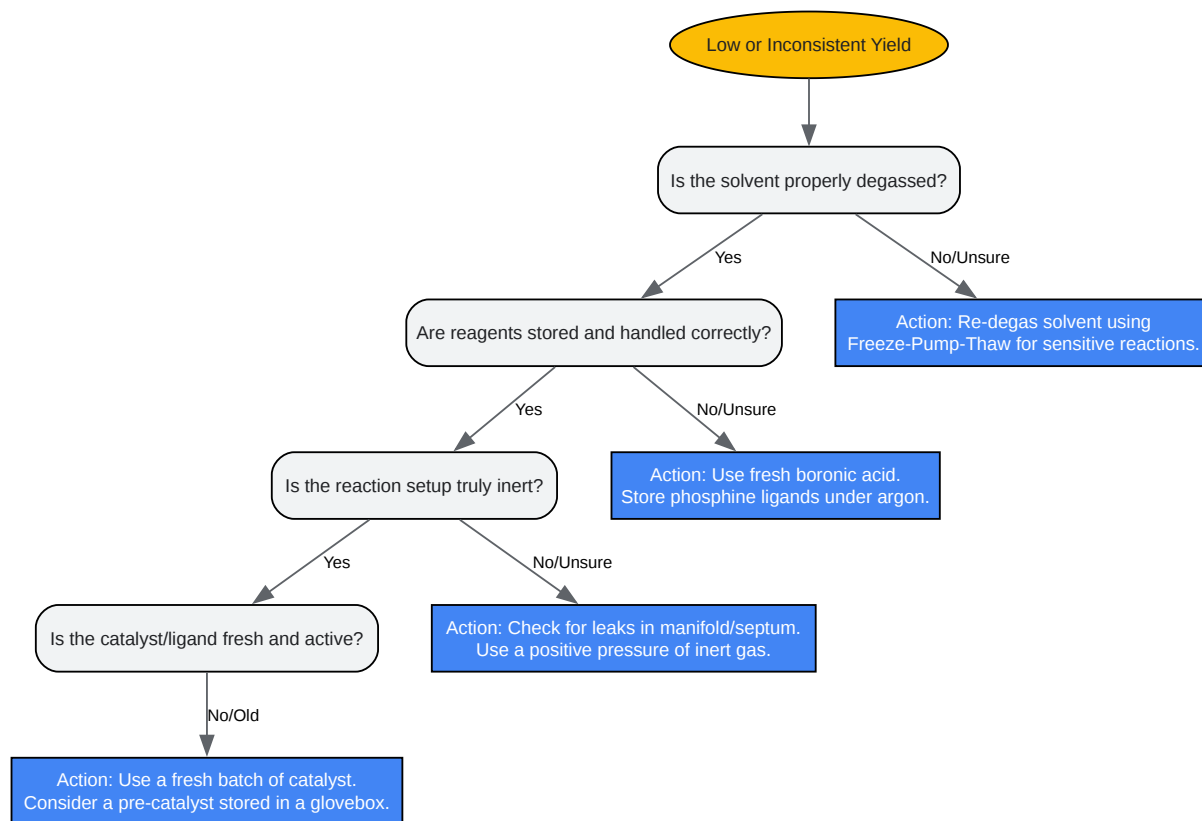 Low or Inconsistent Yield
Is the solvent properly degassed?
Yes
No/Unsure
Are reagents stored and handled correctly?
Action: Re-degas solvent using
Freeze-Pump-Thaw for sensitive reactions.
Yes
No/Unsure
Is the reaction setup truly inert?
Action: Use fresh boronic acid.
Store phosphine ligands under argon.
Yes
No/Unsure
Is the catalyst/ligand fresh and active?
Action: Check for leaks in manifold/septum.
Use a positive pressure of inert gas.
No/Old
Action: Use a fresh batch of catalyst.
Consider a pre-catalyst stored in a glovebox.